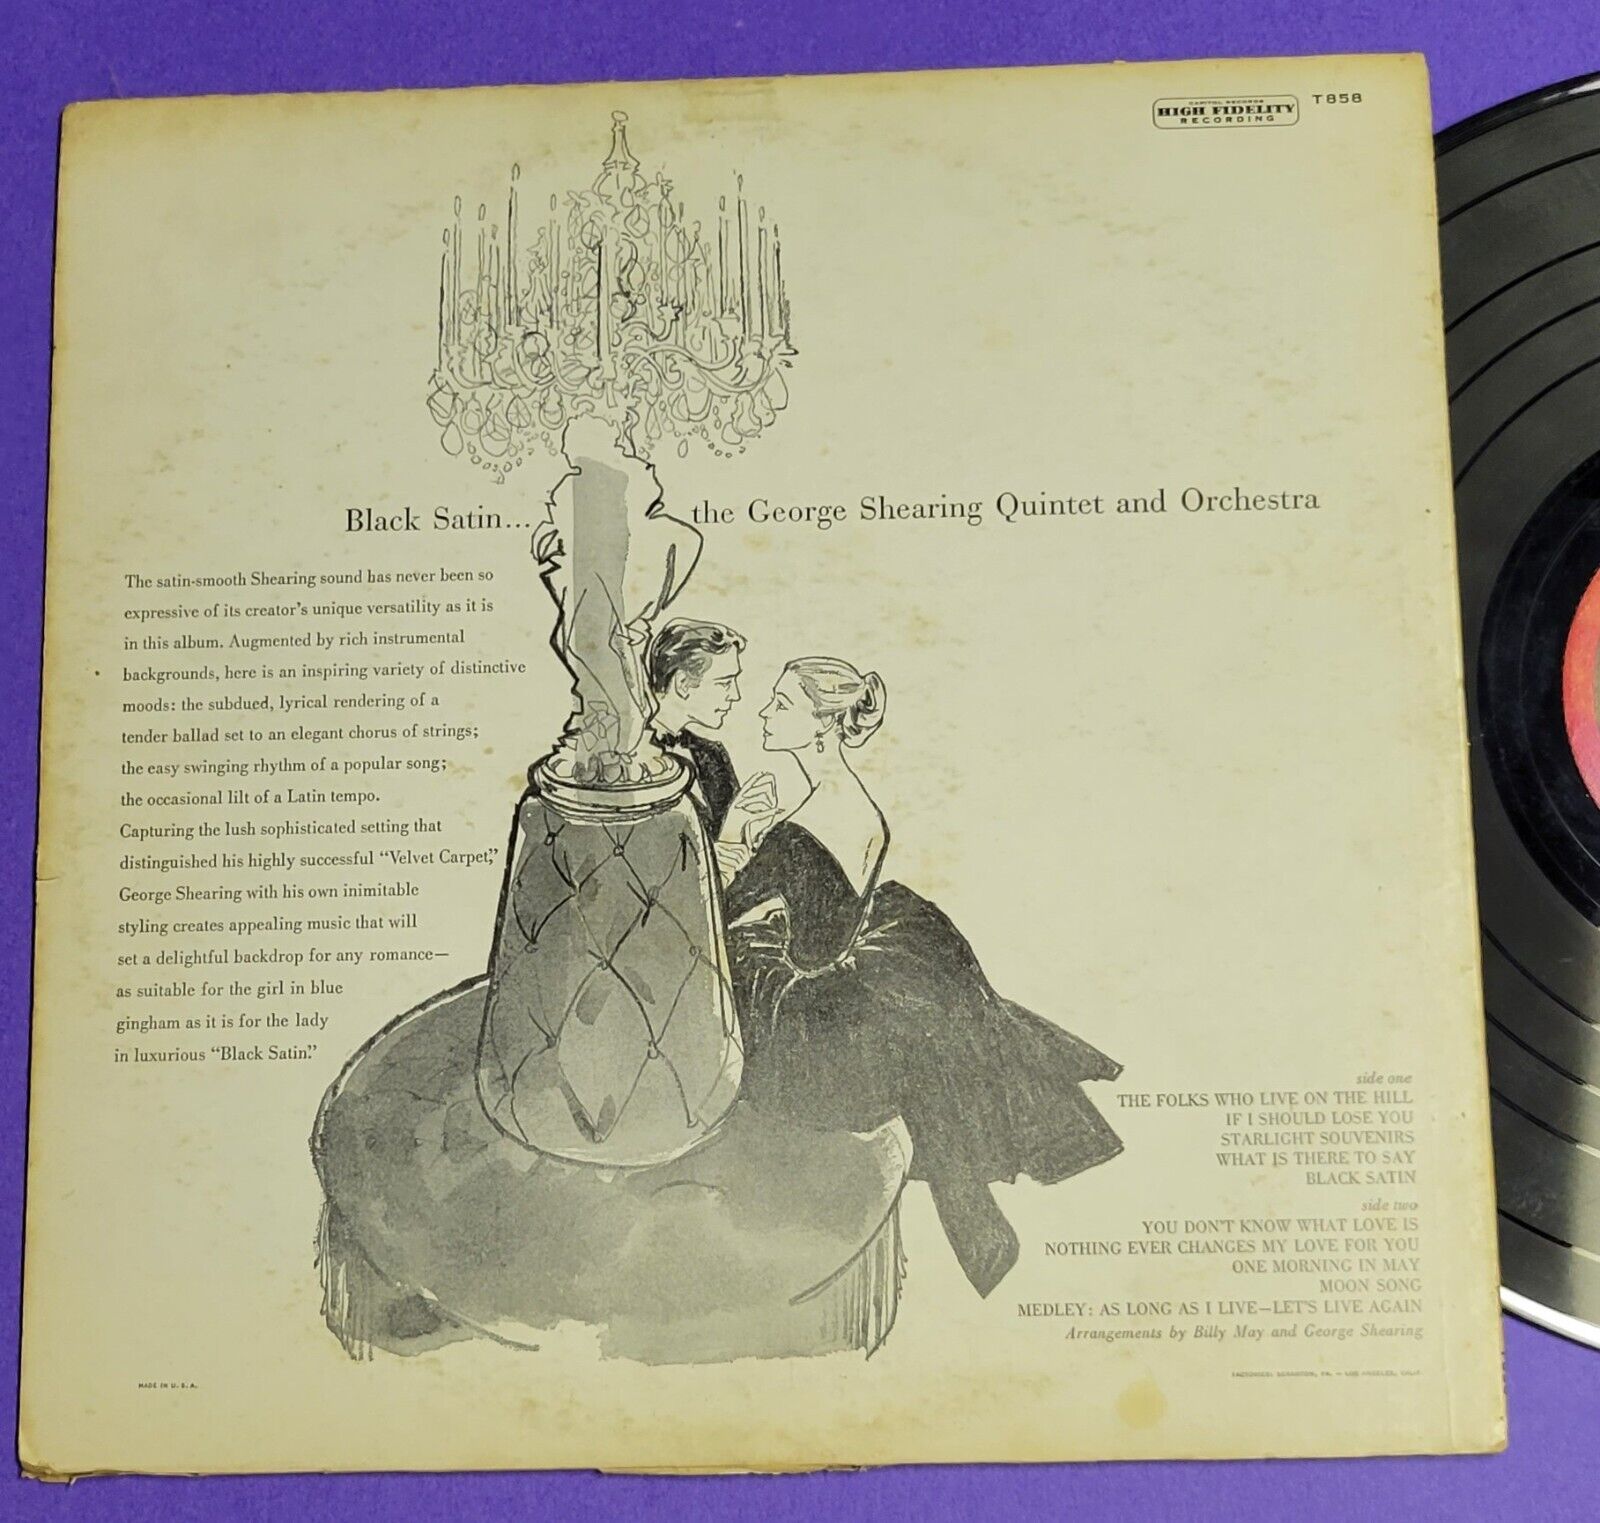 CAPITOL RECORDS
HIGH FIDELITY
RECORDING
T858
Black Satin... the George Shearing Quintet and Orchestra
The satin-smooth Shearing sound has never been so
expressive of its creator's unique versatility as it is
in this album. Augmented by rich instrumental
backgrounds, here is an inspiring variety of distinctive
moods: the subdued, lyrical rendering of a
tender ballad set to an elegant chorus of strings;
the easy swinging rhythm of a popular song;
the occasional lilt of a Latin tempo.
Capturing the lush sophisticated setting that
distinguished his highly successful “Velvet Carpet,”
George Shearing with his own inimitable
styling creates appealing music that will
set a delightful backdrop for any romance—
as suitable for the girl in blue
gingham as it is for the lady
in luxurious “Black Satin.”
side one
THE FOLKS WHO LIVE ON THE HILL
IF I SHOULD LOSE YOU
STARLIGHT SOUVENIRS
WHAT IS THERE TO SAY
BLACK SATIN
side two
YOU DON'T KNOW WHAT LOVE IS
NOTHING EVER CHANGES MY LOVE FOR YOU
ONE MORNING IN MAY
MOON SONG
MEDLEY: AS LONG AS I LIVE—LET'S LIVE AGAIN
Arrangements by Billy May and George Shearing
FACTORIES: SCRANTON, PA. — LOS ANGELES, CALIF.
MADE IN U.S.A.